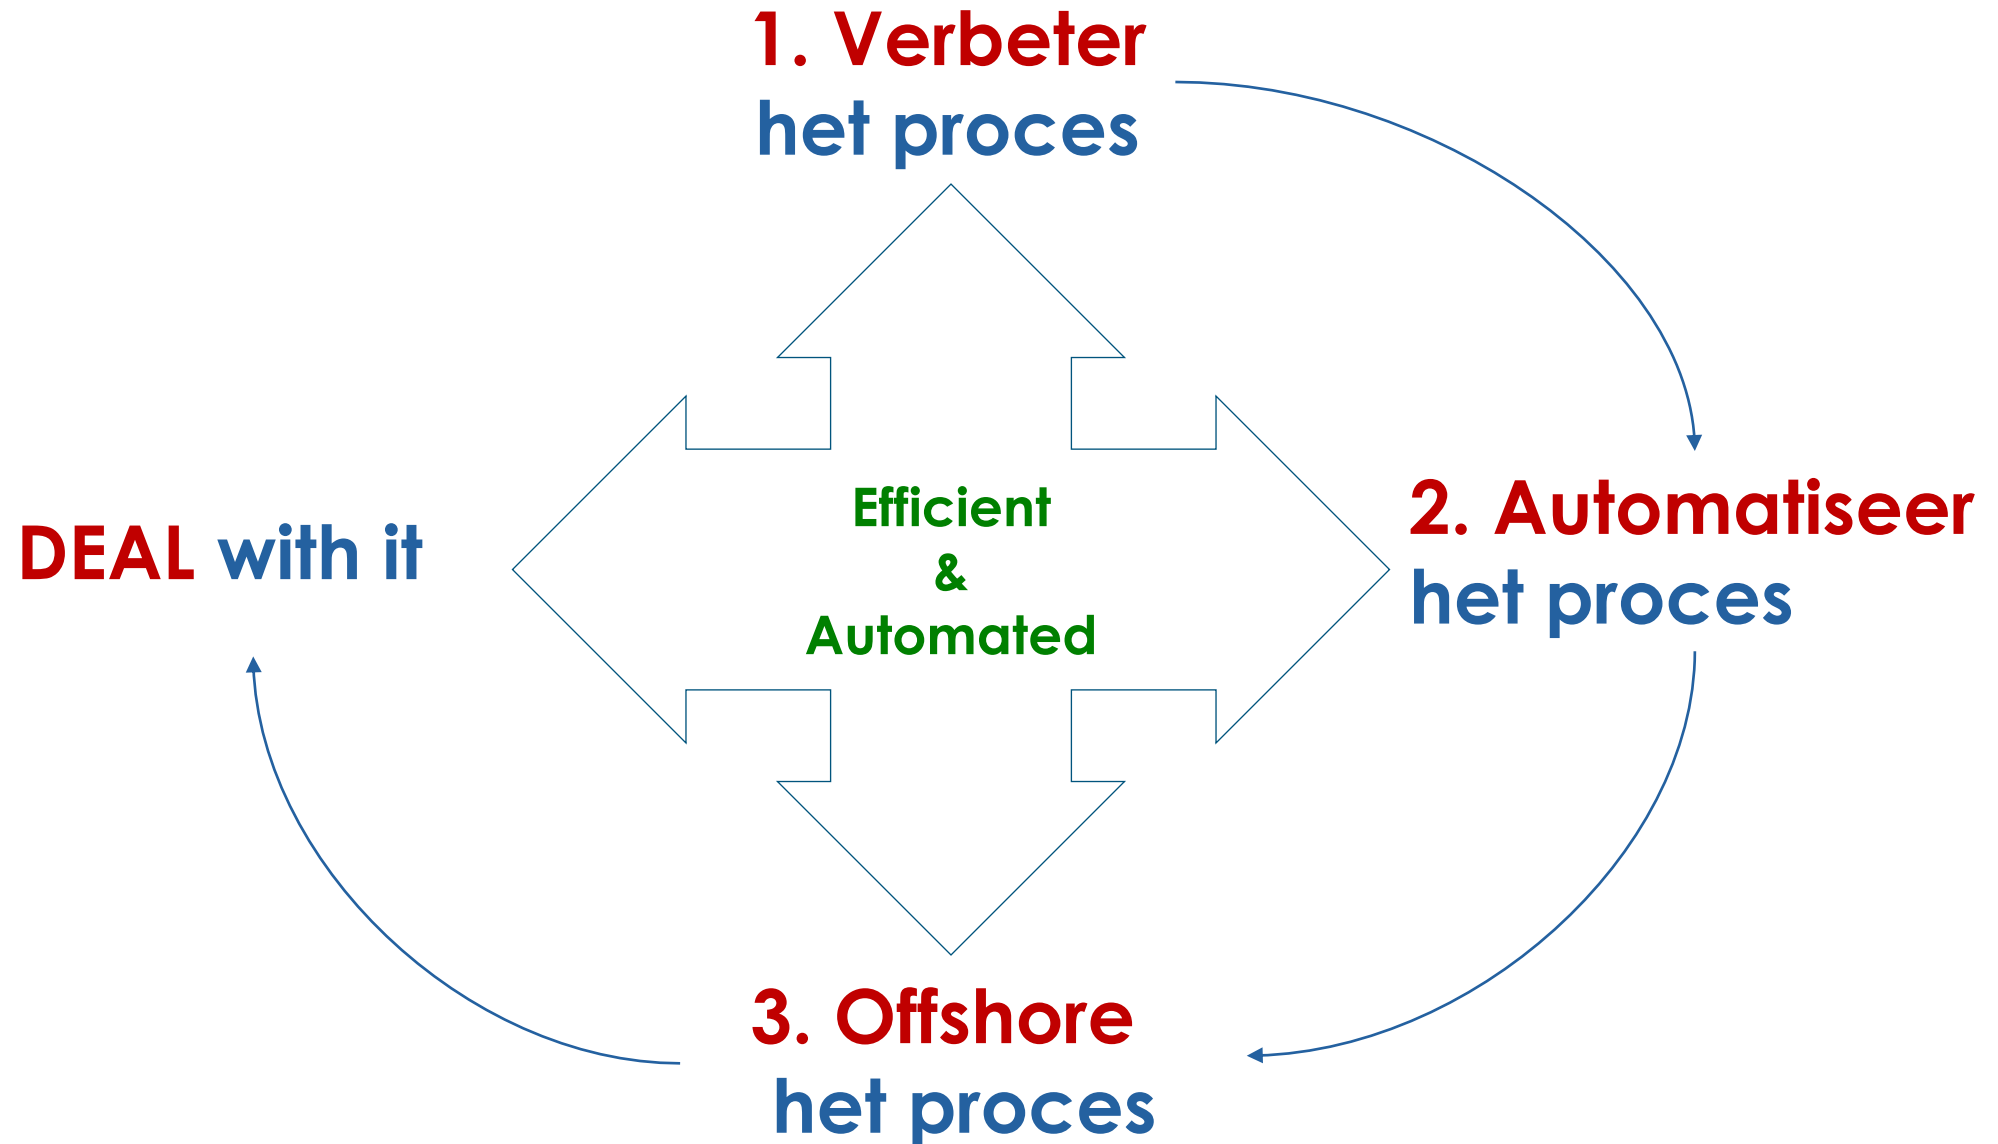 1. Verbeter
het proces
Efficient
&
Automated
2. Automatiseer
het proces
DEAL with it
3. Offshore
het proces